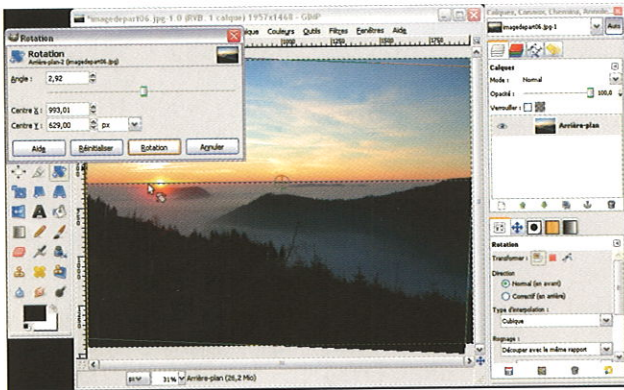 *imagedepart06.jpg-1.0 (RVB, 1 calque) 1957x1468 - GIMP
Couleurs Outils Filtres Fenêtres Aide
Rotation
Rotation
Arrière-plan-2 (imagedepart06.jpg)
Angle : 2,92
Centre X : 993,01
Centre Y : 629,00 px
Aide Réinitialiser Rotation Annuler
px 31% Arrière-plan (26,2 Mio)
Calques, Canaux, Chemins,
imagedepart06.jpg-1 Auto
Calques
Mode : Normal
Opacité : 100,0
Verrouiller :
Arrière-plan
Rotation
Transformer :
Direction
Normal (en avant)
Correctif (en arrière)
Type d'interpolation :
Cubique
Rognage :
Découper avec le même rapport